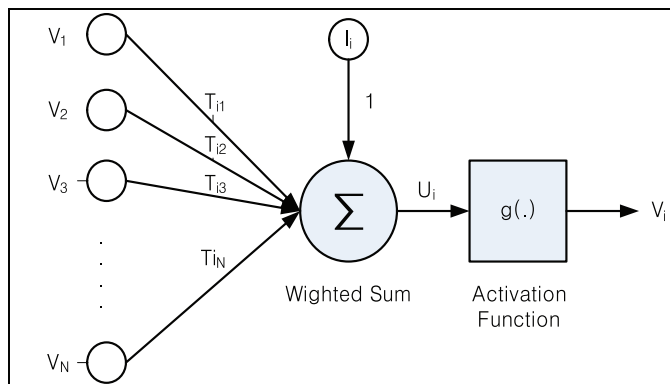 V1
Ii
V2
Ti1
1
Ti2
V3
Ti3
Ui
Σ
g(.)
Vi
TiN
Wighted Sum
Activation
Function
VN